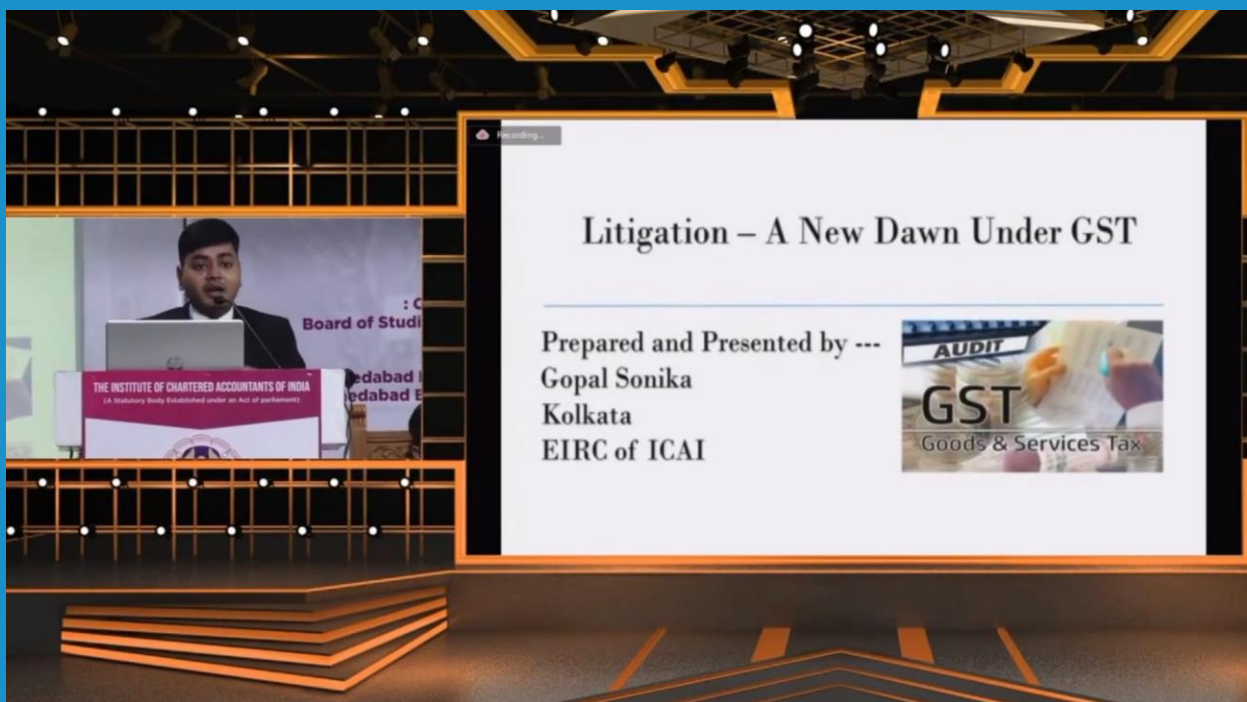 Recording...
Litigation – A New Dawn Under GST
Prepared and Presented by ---
Gopal Sonika
Kolkata
EIRC of ICAI
AUDIT
GST
Goods & Services Tax
: C
Board of Studi
edabad
edabad E
THE INSTITUTE OF CHARTERED ACCOUNTANTS OF INDIA
(A Statutory Body Established under an Act of parliament)